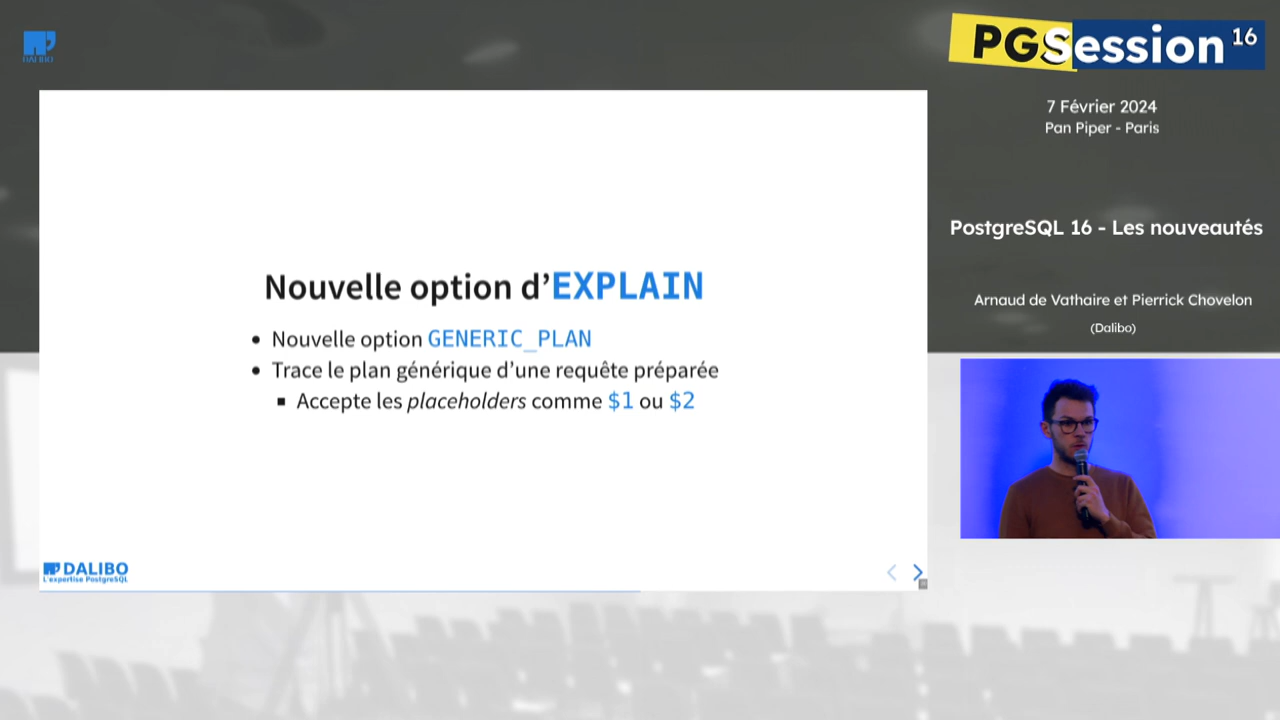 DALIBO
PGSession 16
7 Février 2024
Pan Piper - Paris
PostgreSQL 16 - Les nouveautés
Arnaud de Vathaire et Pierrick Chovelon
(Dalibo)
Nouvelle option d’EXPLAIN
• Nouvelle option GENERIC_PLAN
• Trace le plan générique d’une requête préparée
▪ Accepte les placeholders comme $1 ou $2
DALIBO
L'expertise PostgreSQL